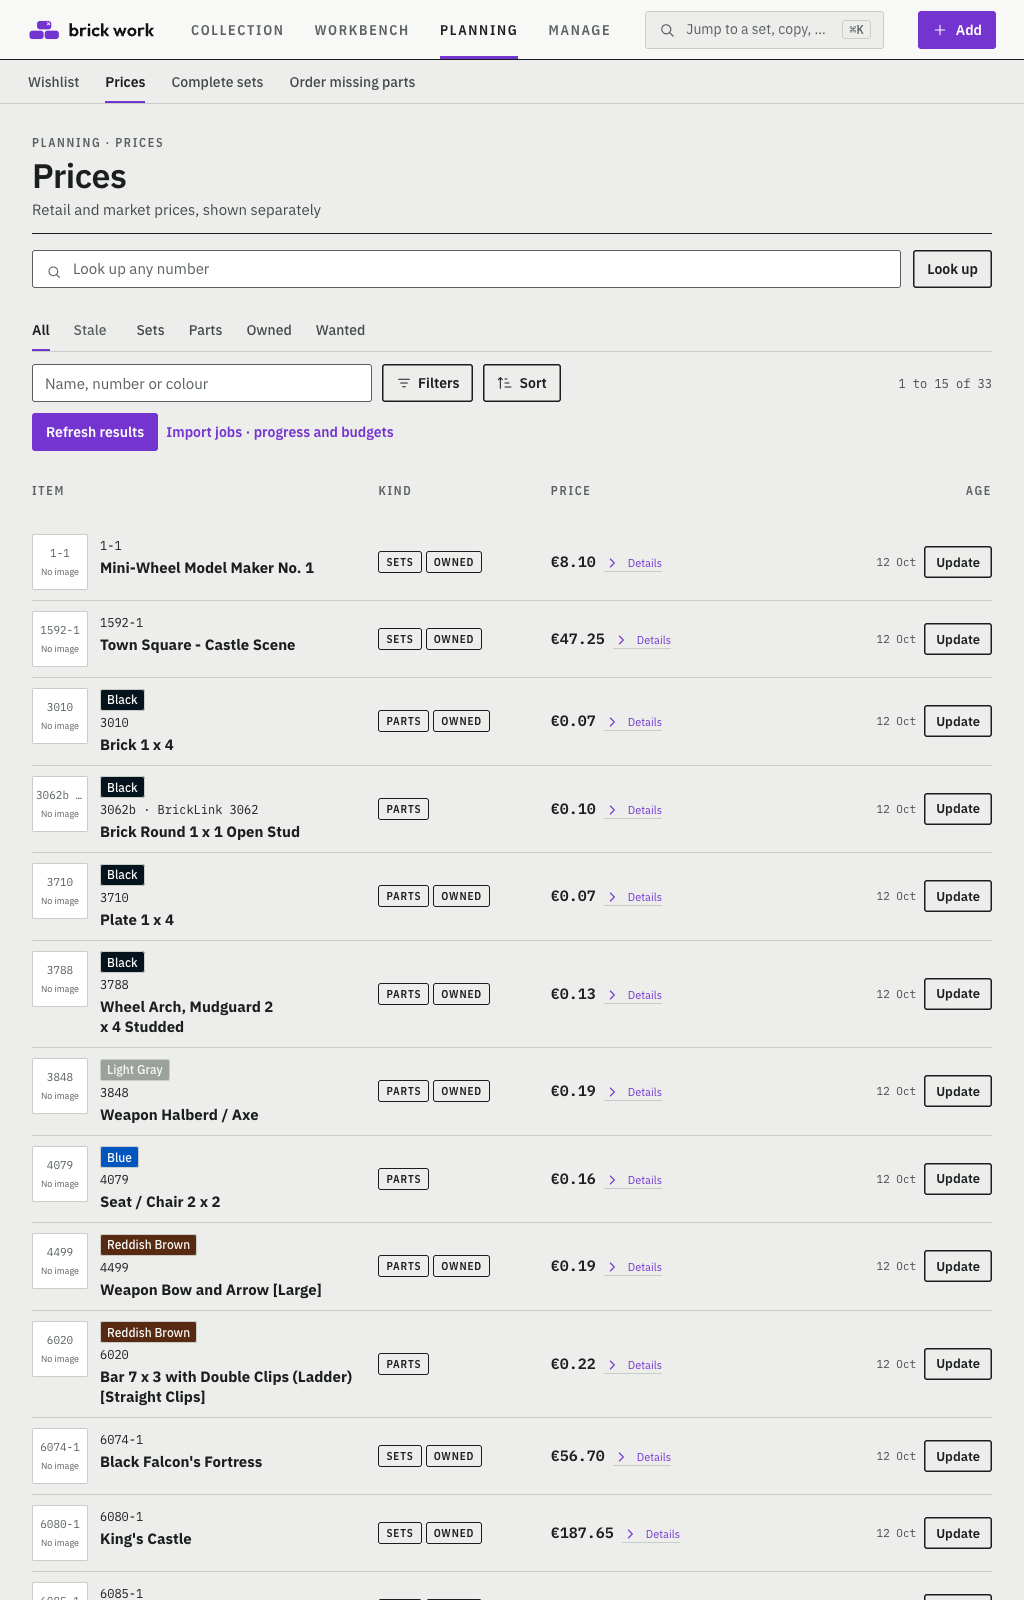 brick work
COLLECTION
WORKBENCH
PLANNING
MANAGE
Jump to a set, copy, ...
⌘K
+ Add
Wishlist
Prices
Complete sets
Order missing parts
PLANNING · PRICES
Prices
Retail and market prices, shown separately
Look up any number
Look up
All
Stale
Sets
Parts
Owned
Wanted
Name, number or colour
Filters
Sort
1 to 15 of 33
Refresh results
Import jobs · progress and budgets
ITEM
KIND
PRICE
AGE
1-1
No image
1-1
Mini-Wheel Model Maker No. 1
SETS
OWNED
€8.10
Details
12 Oct
Update
1592-1
No image
1592-1
Town Square - Castle Scene
SETS
OWNED
€47.25
Details
12 Oct
Update
3010
No image
Black
3010
Brick 1 x 4
PARTS
OWNED
€0.07
Details
12 Oct
Update
3062b …
No image
Black
3062b · BrickLink 3062
Brick Round 1 x 1 Open Stud
PARTS
€0.10
Details
12 Oct
Update
3710
No image
Black
3710
Plate 1 x 4
PARTS
OWNED
€0.07
Details
12 Oct
Update
3788
No image
Black
3788
Wheel Arch, Mudguard 2
x 4 Studded
PARTS
OWNED
€0.13
Details
12 Oct
Update
3848
No image
Light Gray
3848
Weapon Halberd / Axe
PARTS
OWNED
€0.19
Details
12 Oct
Update
4079
No image
Blue
4079
Seat / Chair 2 x 2
PARTS
€0.16
Details
12 Oct
Update
4499
No image
Reddish Brown
4499
Weapon Bow and Arrow [Large]
PARTS
OWNED
€0.19
Details
12 Oct
Update
6020
No image
Reddish Brown
6020
Bar 7 x 3 with Double Clips (Ladder)
[Straight Clips]
PARTS
€0.22
Details
12 Oct
Update
6074-1
No image
6074-1
Black Falcon's Fortress
SETS
OWNED
€56.70
Details
12 Oct
Update
6080-1
No image
6080-1
King's Castle
SETS
OWNED
€187.65
Details
12 Oct
Update
6085-1
6085-1